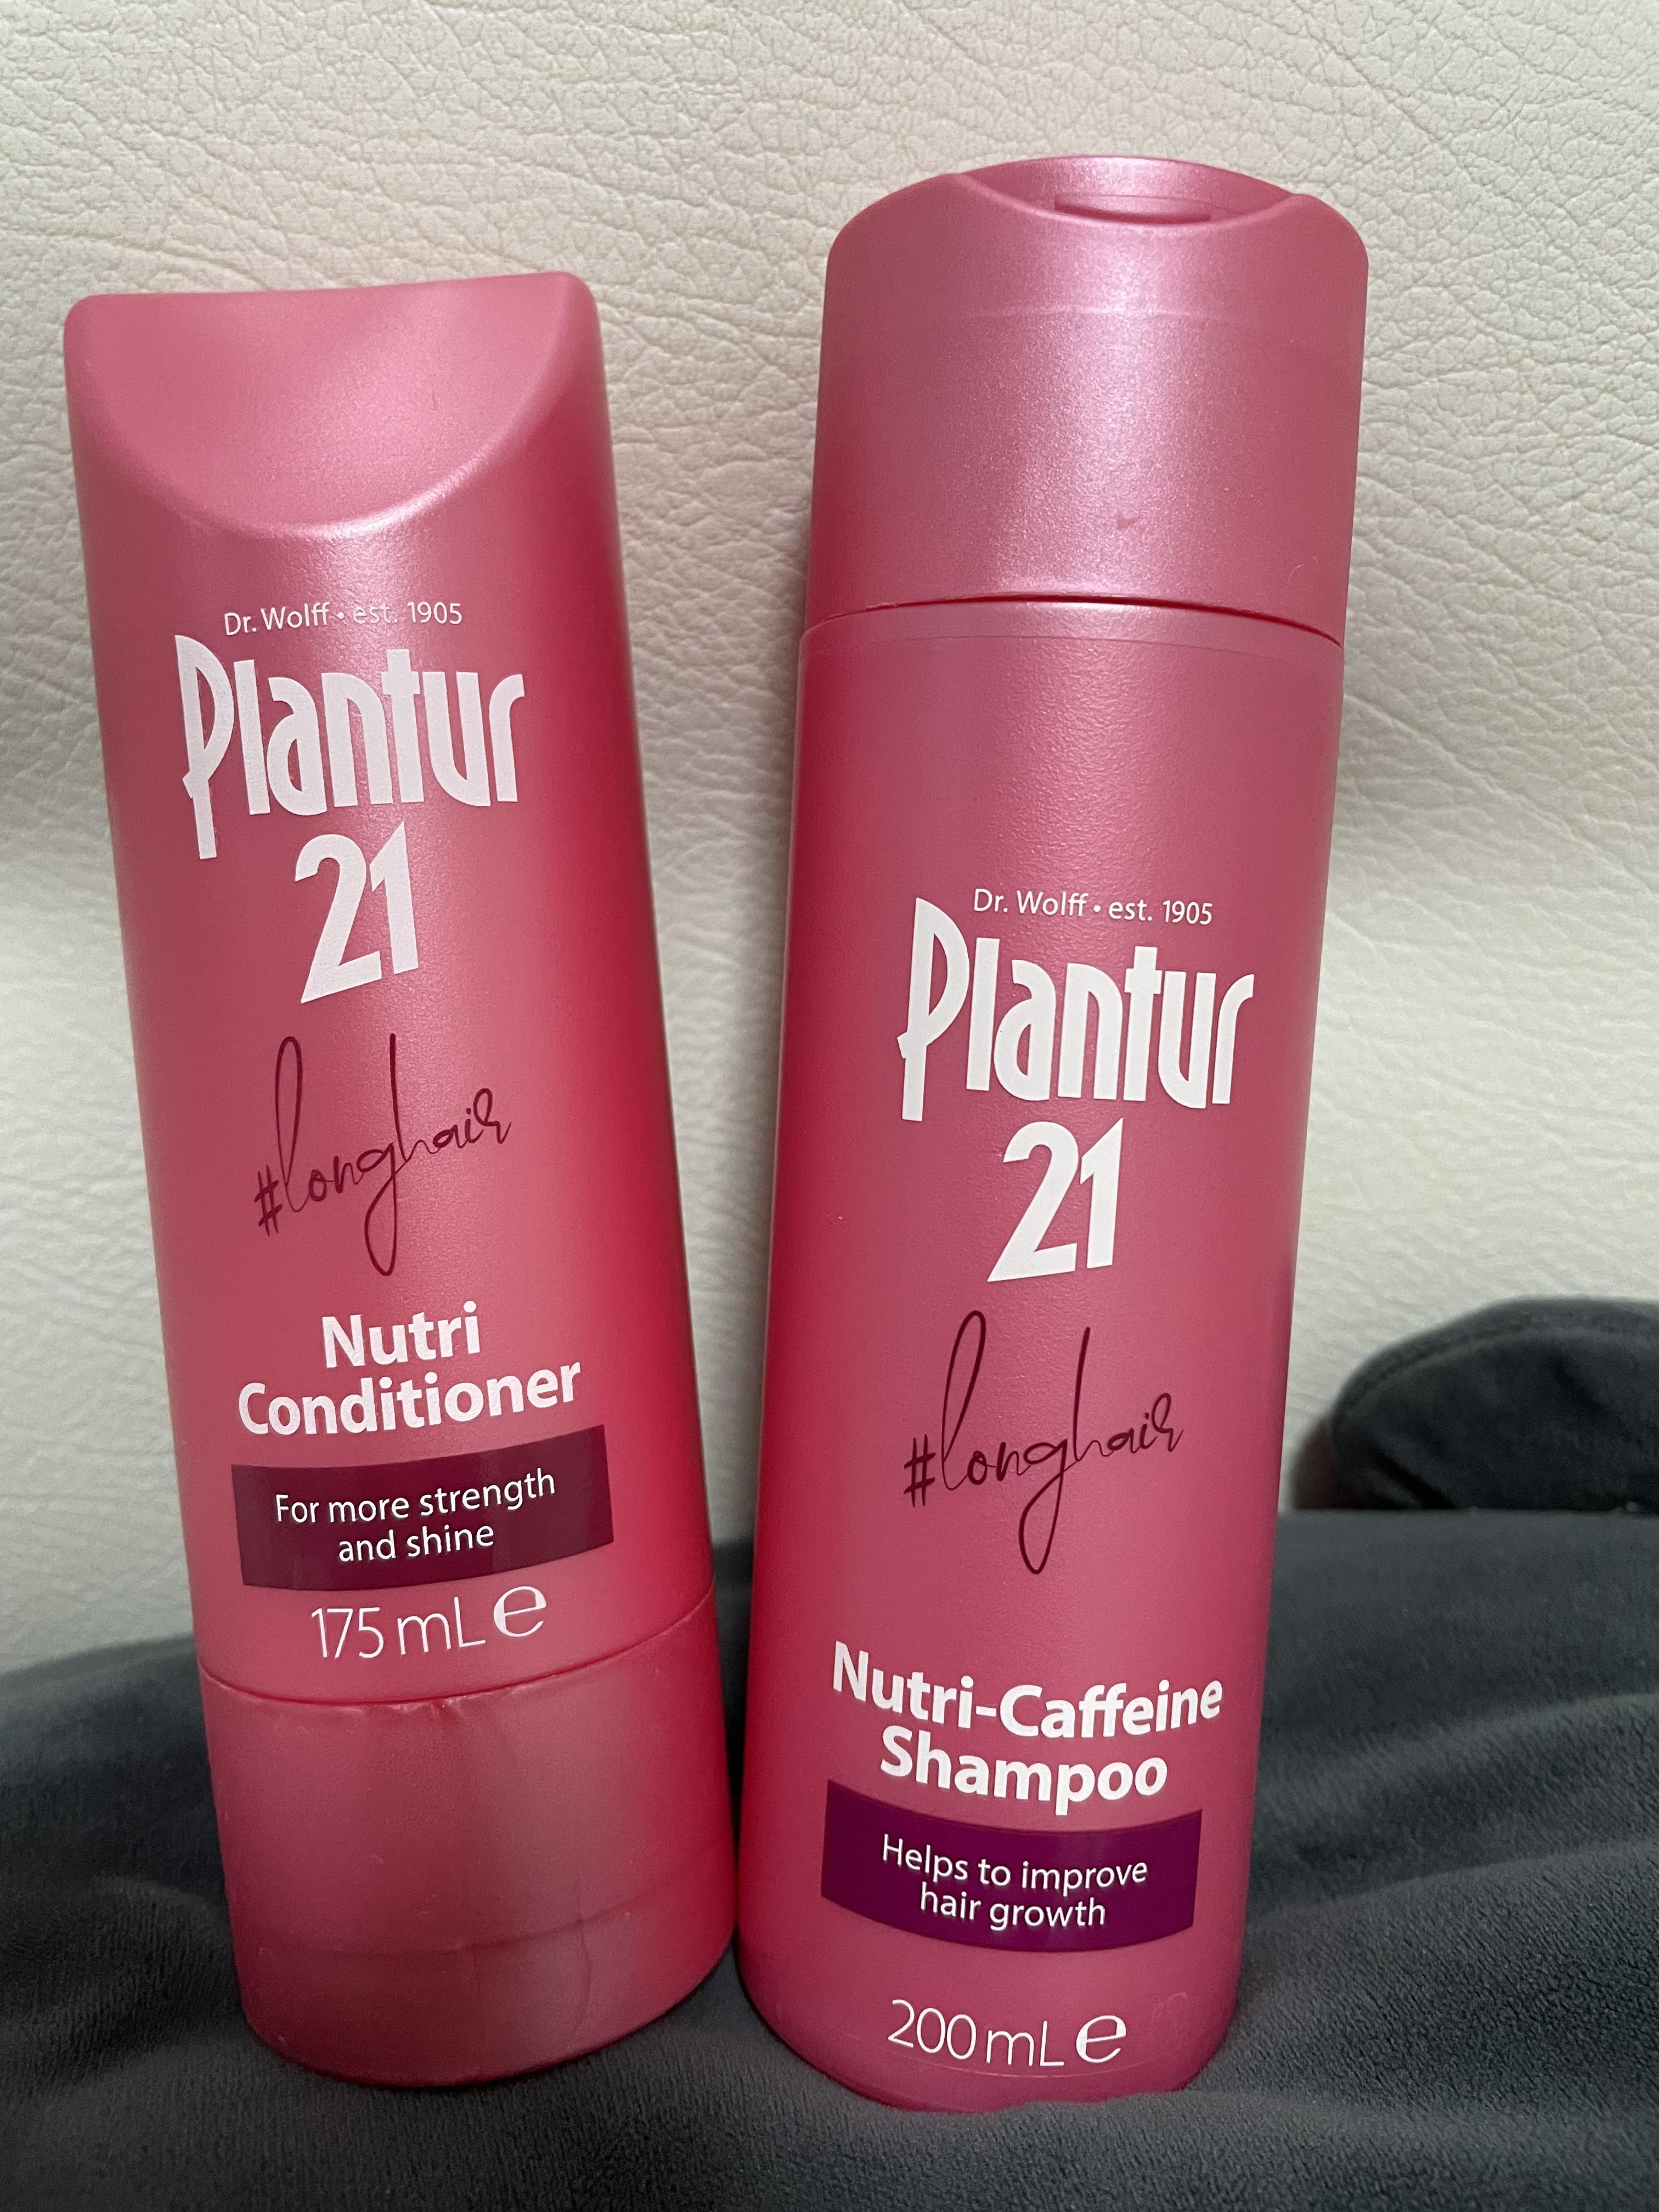 Dr. Wolff • est. 1905
Plantur
21
#longhair
Nutri
Conditioner
For more strength
and shine
175 mL e
Dr. Wolff • est. 1905
Plantur
21
#longhair
Nutri-Caffeine
Shampoo
Helps to improve
hair growth
200 mL e